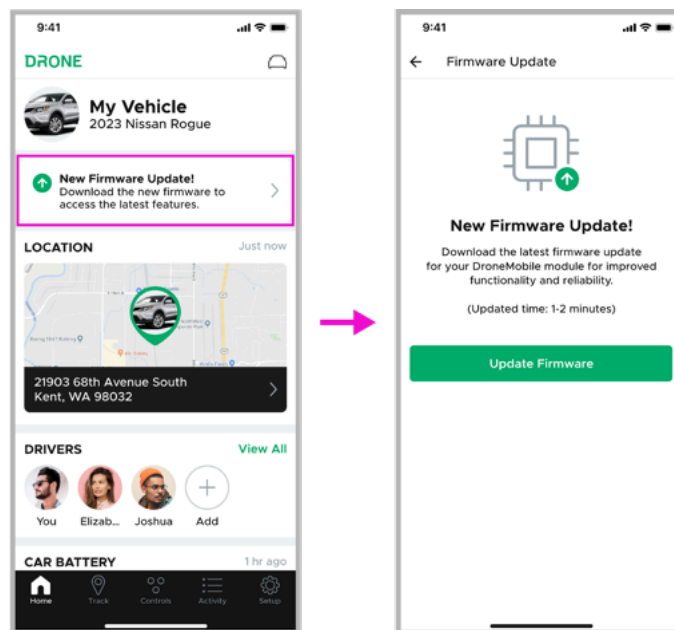 9:41
DRONE
My Vehicle
2023 Nissan Rogue
New Firmware Update!
Download the new firmware to
access the latest features.
LOCATION
Just now
21903 68th Avenue South
Kent, WA 98032
DRIVERS
View All
You
Elizab...
Joshua
Add
CAR BATTERY
1 hr ago
Home
Track
Controls
Activity
Setup
9:41
Firmware Update
New Firmware Update!
Download the latest firmware update
for your DroneMobile module for improved
functionality and reliability.
(Updated time: 1-2 minutes)
Update Firmware